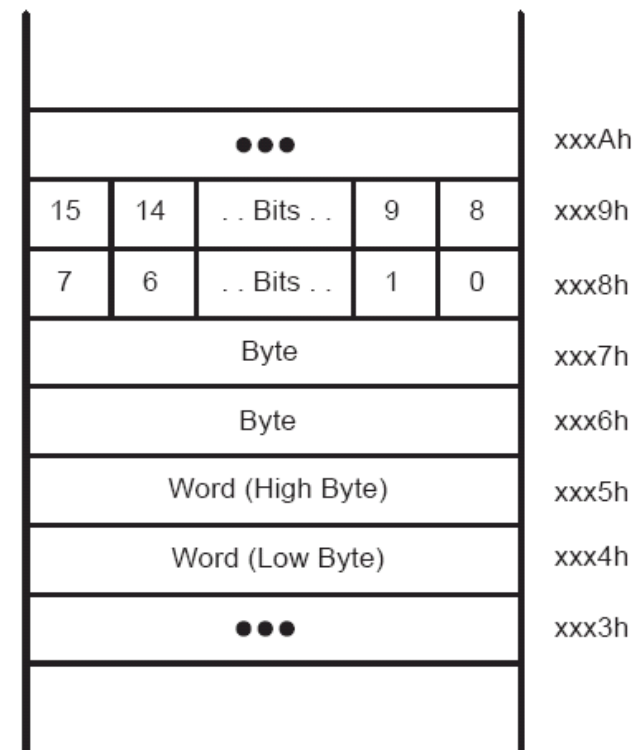 ●●● xxxAh
15 14 . . Bits . . 9 8 xxx9h
7 6 . . Bits . . 1 0 xxx8h
Byte xxx7h
Byte xxx6h
Word (High Byte) xxx5h
Word (Low Byte) xxx4h
●●● xxx3h